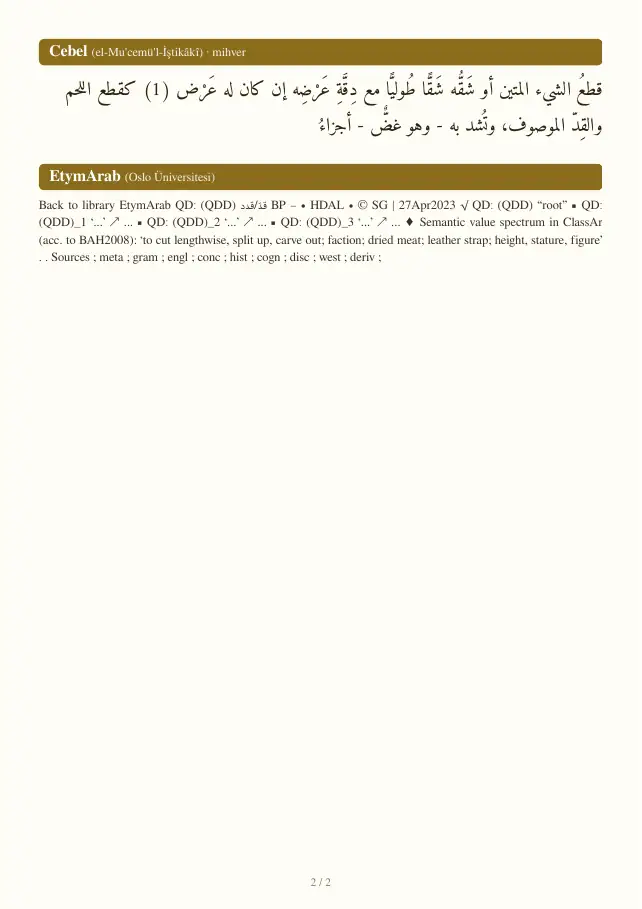 Cebel (el-Mu'cemü'l-İştikâkî) · mihver
قطعُ الشيء المتين أو شَقُّه شَقًّا طُوليًّا مع دِقَّةِ عَرْضِه إن كان له عَرْض (1) كقطع اللحم
والقِدّ الموصوف، وتُشد به - وهو غضٌّ - أجزاءُ
EtymArab (Oslo Üniversitesi)
Back to library EtymArab QD: (QDD) قدّ/قدد BP – • HDAL • © SG | 27Apr2023 √ QD: (QDD) “root” ▪ QD:
(QDD)_1 ‘...’ ↗ ... ▪ QD: (QDD)_2 ‘...’ ↗ ... ▪ QD: (QDD)_3 ‘...’ ↗ ... ♦ Semantic value spectrum in ClassAr
(acc. to BAH2008): ‘to cut lengthwise, split up, carve out; faction; dried meat; leather strap; height, stature, figure’
. . Sources ; meta ; gram ; engl ; conc ; hist ; cogn ; disc ; west ; deriv ;
2 / 2